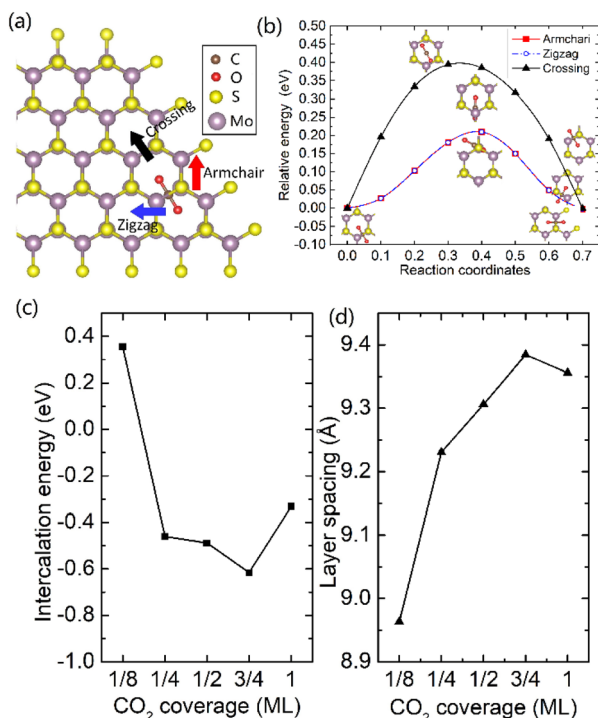 (a)
C
O
S
Mo
Crossing
Armchair
Zigzag
(b)
Relative energy (eV)
0.50
0.45
0.40
0.35
0.30
0.25
0.20
0.15
0.10
0.05
0.00
-0.05
-0.10
Armchari
Zigzag
Crossing
0.0 0.1 0.2 0.3 0.4 0.5 0.6 0.7
Reaction coordinates
(c)
Intercalation energy (eV)
0.4
0.2
0.0
-0.2
-0.4
-0.6
-0.8
-1.0
1/8 1/4 1/2 3/4 1
CO2 coverage (ML)
(d)
Layer spacing (Å)
9.4
9.3
9.2
9.1
9.0
8.9
1/8 1/4 1/2 3/4 1
CO2 coverage (ML)